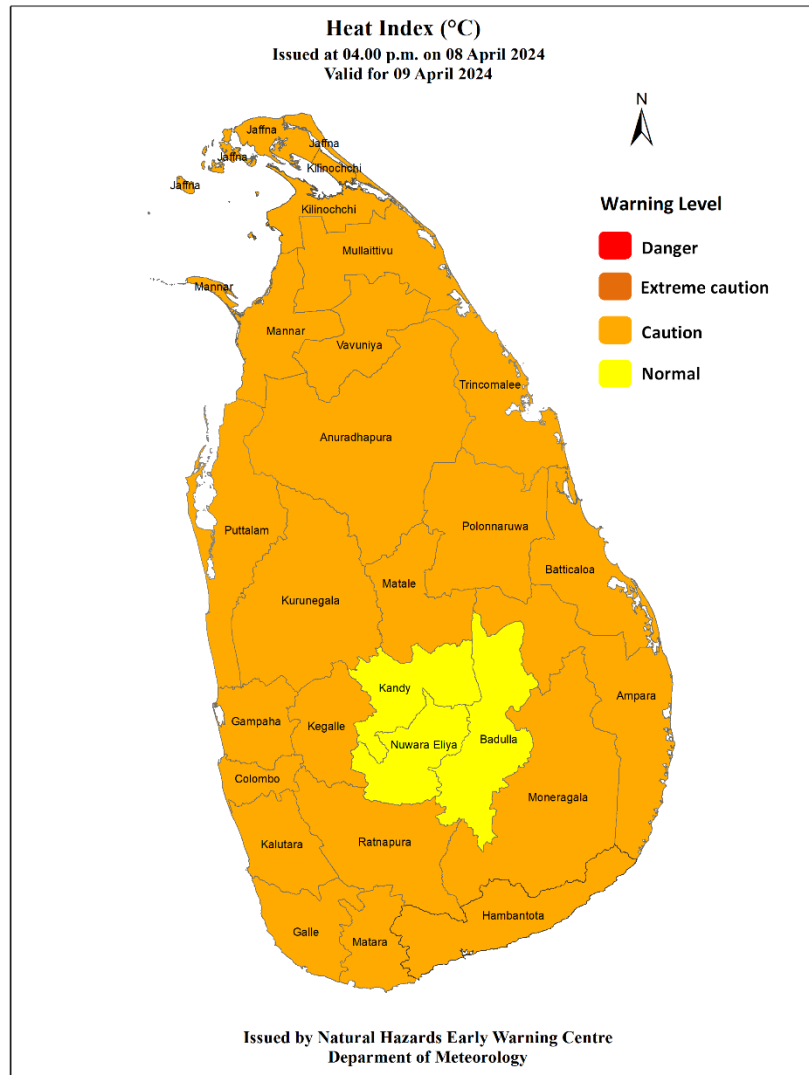 Heat Index (°C)
Issued at 04.00 p.m. on 08 April 2024
Valid for 09 April 2024
N
Warning Level
Danger
Extreme caution
Caution
Normal
Jaffna
Jaffna
Jaffna
Kilinochchi
Jaffna
Kilinochchi
Mullaittivu
Mannar
Mannar
Vavuniya
Trincomalee
Anuradhapura
Polonnaruwa
Puttalam
Batticaloa
Matale
Kurunegala
Kandy
Ampara
Gampaha
Kegalle
Nuwara Eliya
Badulla
Colombo
Moneragala
Kalutara
Ratnapura
Hambantota
Galle
Matara
Issued by Natural Hazards Early Warning Centre
Deparment of Meteorology